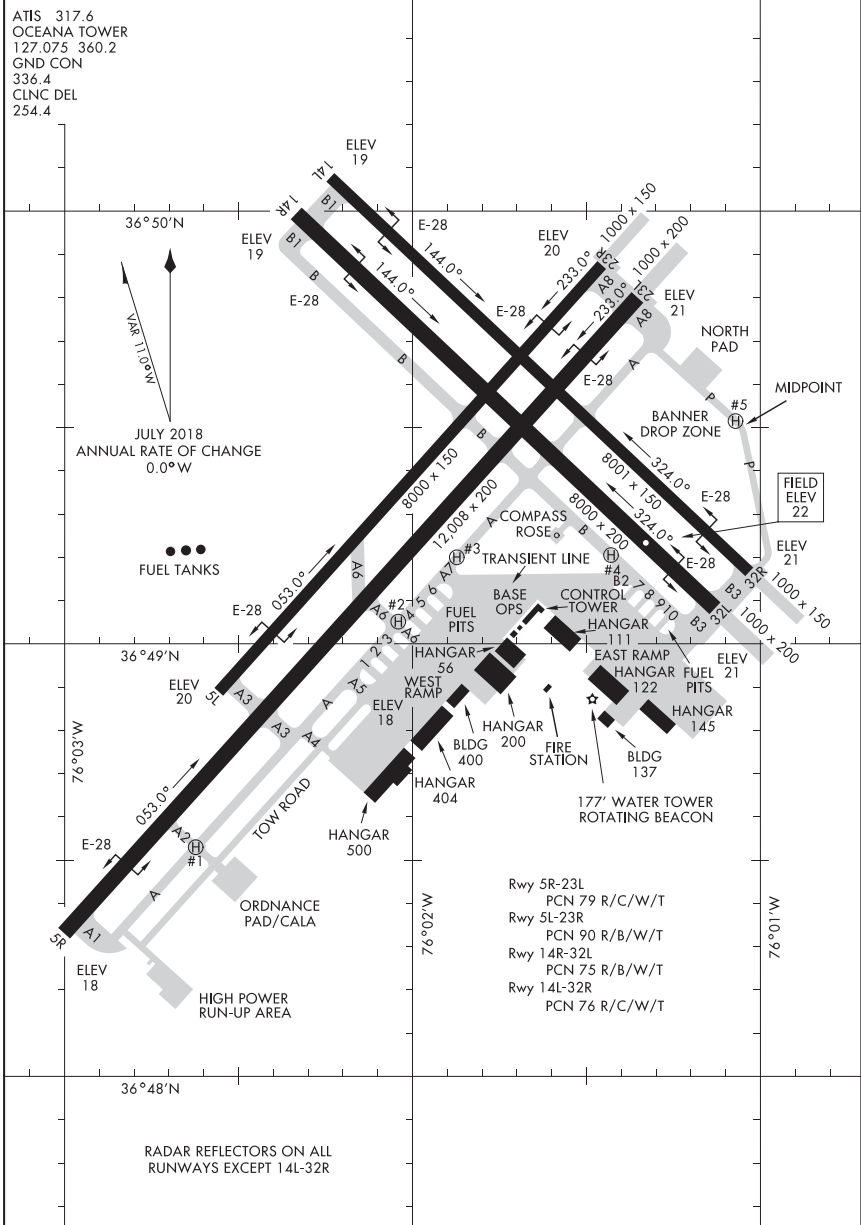 ATIS 317.6
OCEANA TOWER
127.075 360.2
GND CON
336.4
CLNC DEL
254.4
ELEV
19
14L
B1
14R
B1
36°50'N
ELEV
19
B
E-28
144.0°
144.0°
E-28
ELEV
20
1000 x 150
1000 x 200
23R
23L
A8
A8
233.0°
233.0°
ELEV
21
E-28
E-28
A
NORTH
PAD
P
#5
H
MIDPOINT
BANNER
DROP ZONE
P
VAR 11.0°W
JULY 2018
ANNUAL RATE OF CHANGE
0.0°W
B
B
8000 x 150
12,008 x 200
8001 x 150
324.0°
8000 x 200
324.0°
E-28
E-28
FIELD
ELEV
22
FUEL TANKS
A
COMPASS
ROSE
B
H
#3
TRANSIENT LINE
H
#4
B2
7
8
9
10
B3
B3
32R
32L
ELEV
21
1000 x 150
1000 x 200
ELEV
21
053.0°
E-28
A6
A7
#2
H
A6
A6
1
2
3
4
5
6
FUEL
PITS
BASE
OPS
CONTROL
TOWER
HANGAR
111
EAST RAMP
HANGAR
122
FUEL
PITS
HANGAR
145
36°49'N
ELEV
20
5L
A3
A3
A4
A
A5
ELEV
18
WEST
RAMP
HANGAR
56
HANGAR
200
BLDG
400
HANGAR
404
HANGAR
500
FIRE
STATION
BLDG
137
177' WATER TOWER
ROTATING BEACON
76°03'W
053.0°
TOW ROAD
E-28
A2
H
#1
A
ORDNANCE
PAD/CALA
5R
A1
ELEV
18
HIGH POWER
RUN-UP AREA
76°02'W
76°01'W
Rwy 5R-23L
PCN 79 R/C/W/T
Rwy 5L-23R
PCN 90 R/B/W/T
Rwy 14R-32L
PCN 75 R/B/W/T
Rwy 14L-32R
PCN 76 R/C/W/T
36°48'N
RADAR REFLECTORS ON ALL
RUNWAYS EXCEPT 14L-32R